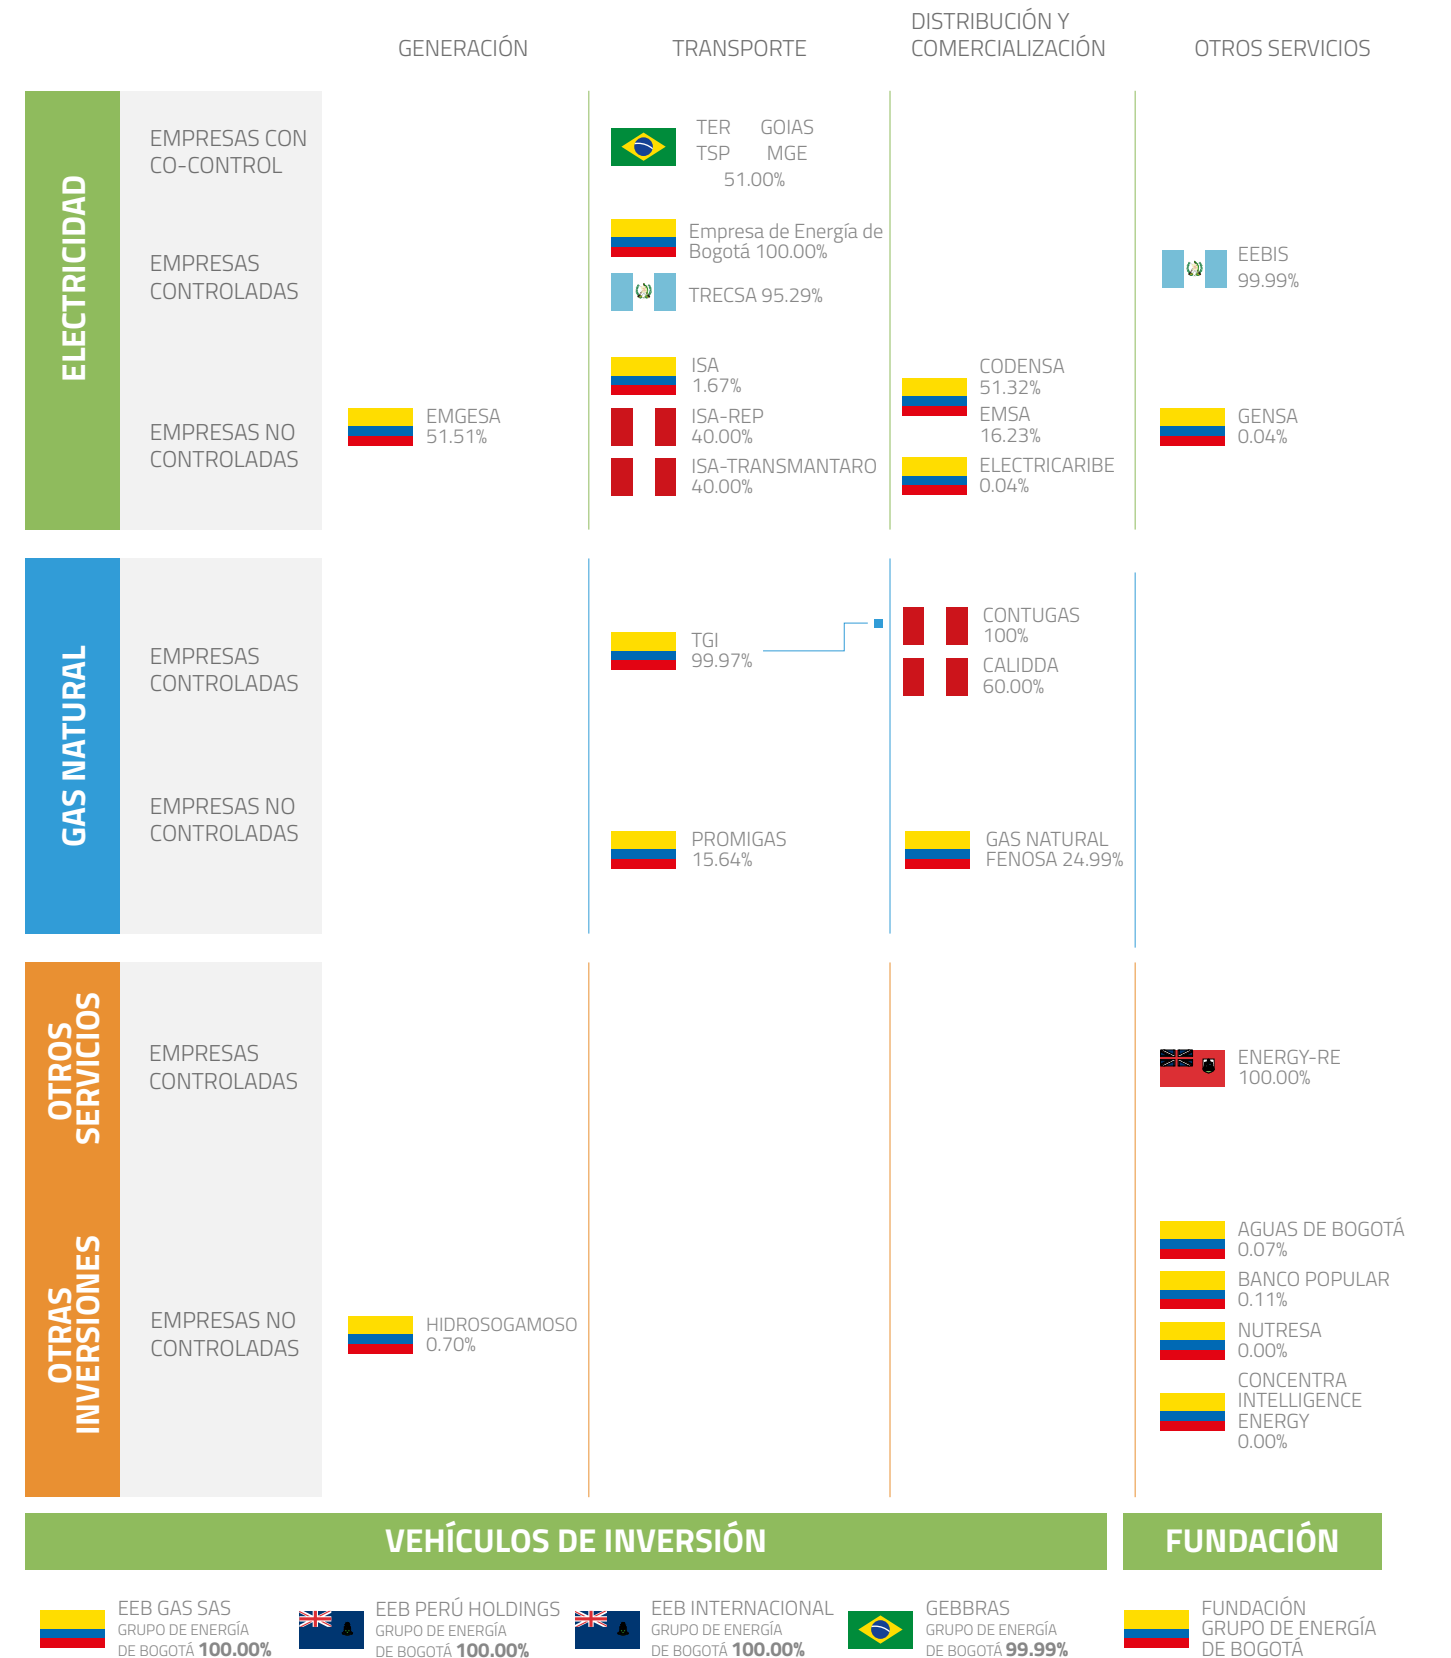 GENERACIÓN
TRANSPORTE
DISTRIBUCIÓN Y
COMERCIALIZACIÓN
OTROS SERVICIOS
ELECTRICIDAD
EMPRESAS CON
CO-CONTROL
TER GOIAS
TSP MGE
51.00%
EMPRESAS
CONTROLADAS
Empresa de Energía de
Bogotá 100.00%
TRECSA 95.29%
EEBIS
99.99%
EMPRESAS NO
CONTROLADAS
EMGESA
51.51%
ISA
1.67%
ISA-REP
40.00%
ISA-TRANSMANTARO
40.00%
CODENSA
51.32%
EMSA
16.23%
ELECTRICARIBE
0.04%
GENSA
0.04%
GAS NATURAL
EMPRESAS
CONTROLADAS
TGI
99.97%
CONTUGAS
100%
CALIDDA
60.00%
EMPRESAS NO
CONTROLADAS
PROMIGAS
15.64%
GAS NATURAL
FENOSA 24.99%
OTROS
SERVICIOS
EMPRESAS
CONTROLADAS
ENERGY-RE
100.00%
OTRAS
INVERSIONES
EMPRESAS NO
CONTROLADAS
HIDROSOGAMOSO
0.70%
AGUAS DE BOGOTÁ
0.07%
BANCO POPULAR
0.11%
NUTRESA
0.00%
CONCENTRA
INTELLIGENCE
ENERGY
0.00%
VEHÍCULOS DE INVERSIÓN
FUNDACIÓN
EEB GAS SAS
GRUPO DE ENERGÍA
DE BOGOTÁ 100.00%
EEB PERÚ HOLDINGS
GRUPO DE ENERGÍA
DE BOGOTÁ 100.00%
EEB INTERNACIONAL
GRUPO DE ENERGÍA
DE BOGOTÁ 100.00%
GEBBRAS
GRUPO DE ENERGÍA
DE BOGOTÁ 99.99%
FUNDACIÓN
GRUPO DE ENERGÍA
DE BOGOTÁ